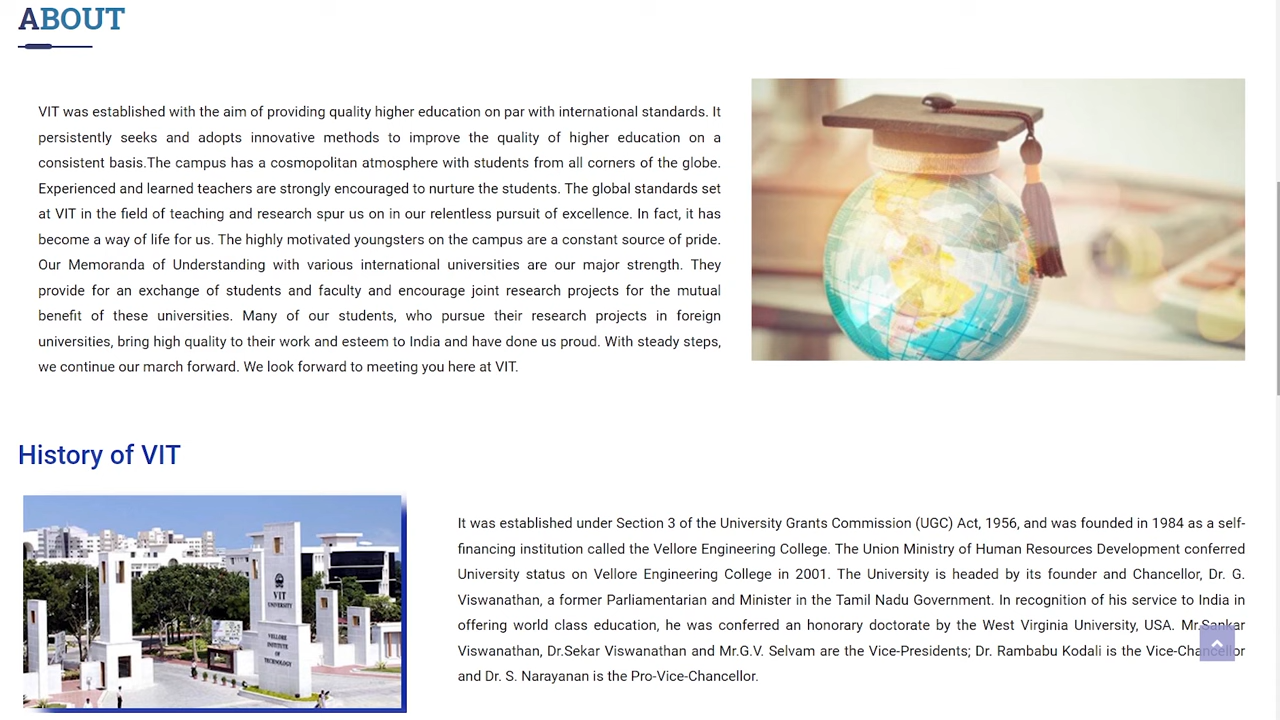 ABOUT
VIT was established with the aim of providing quality higher education on par with international standards. It
persistently seeks and adopts innovative methods to improve the quality of higher education on a
consistent basis.The campus has a cosmopolitan atmosphere with students from all corners of the globe.
Experienced and learned teachers are strongly encouraged to nurture the students. The global standards set
at VIT in the field of teaching and research spur us on in our relentless pursuit of excellence. In fact, it has
become a way of life for us. The highly motivated youngsters on the campus are a constant source of pride.
Our Memoranda of Understanding with various international universities are our major strength. They
provide for an exchange of students and faculty and encourage joint research projects for the mutual
benefit of these universities. Many of our students, who pursue their research projects in foreign
universities, bring high quality to their work and esteem to India and have done us proud. With steady steps,
we continue our march forward. We look forward to meeting you here at VIT.
History of VIT
VIT
UNIVERSITY
VELLORE
INSTITUTE
OF
TECHNOLOGY
It was established under Section 3 of the University Grants Commission (UGC) Act, 1956, and was founded in 1984 as a self-
financing institution called the Vellore Engineering College. The Union Ministry of Human Resources Development conferred
University status on Vellore Engineering College in 2001. The University is headed by its founder and Chancellor, Dr. G.
Viswanathan, a former Parliamentarian and Minister in the Tamil Nadu Government. In recognition of his service to India in
offering world class education, he was conferred an honorary doctorate by the West Virginia University, USA. Mr.Sankar
Viswanathan, Dr.Sekar Viswanathan and Mr.G.V. Selvam are the Vice-Presidents; Dr. Rambabu Kodali is the Vice-Chancellor
and Dr. S. Narayanan is the Pro-Vice-Chancellor.